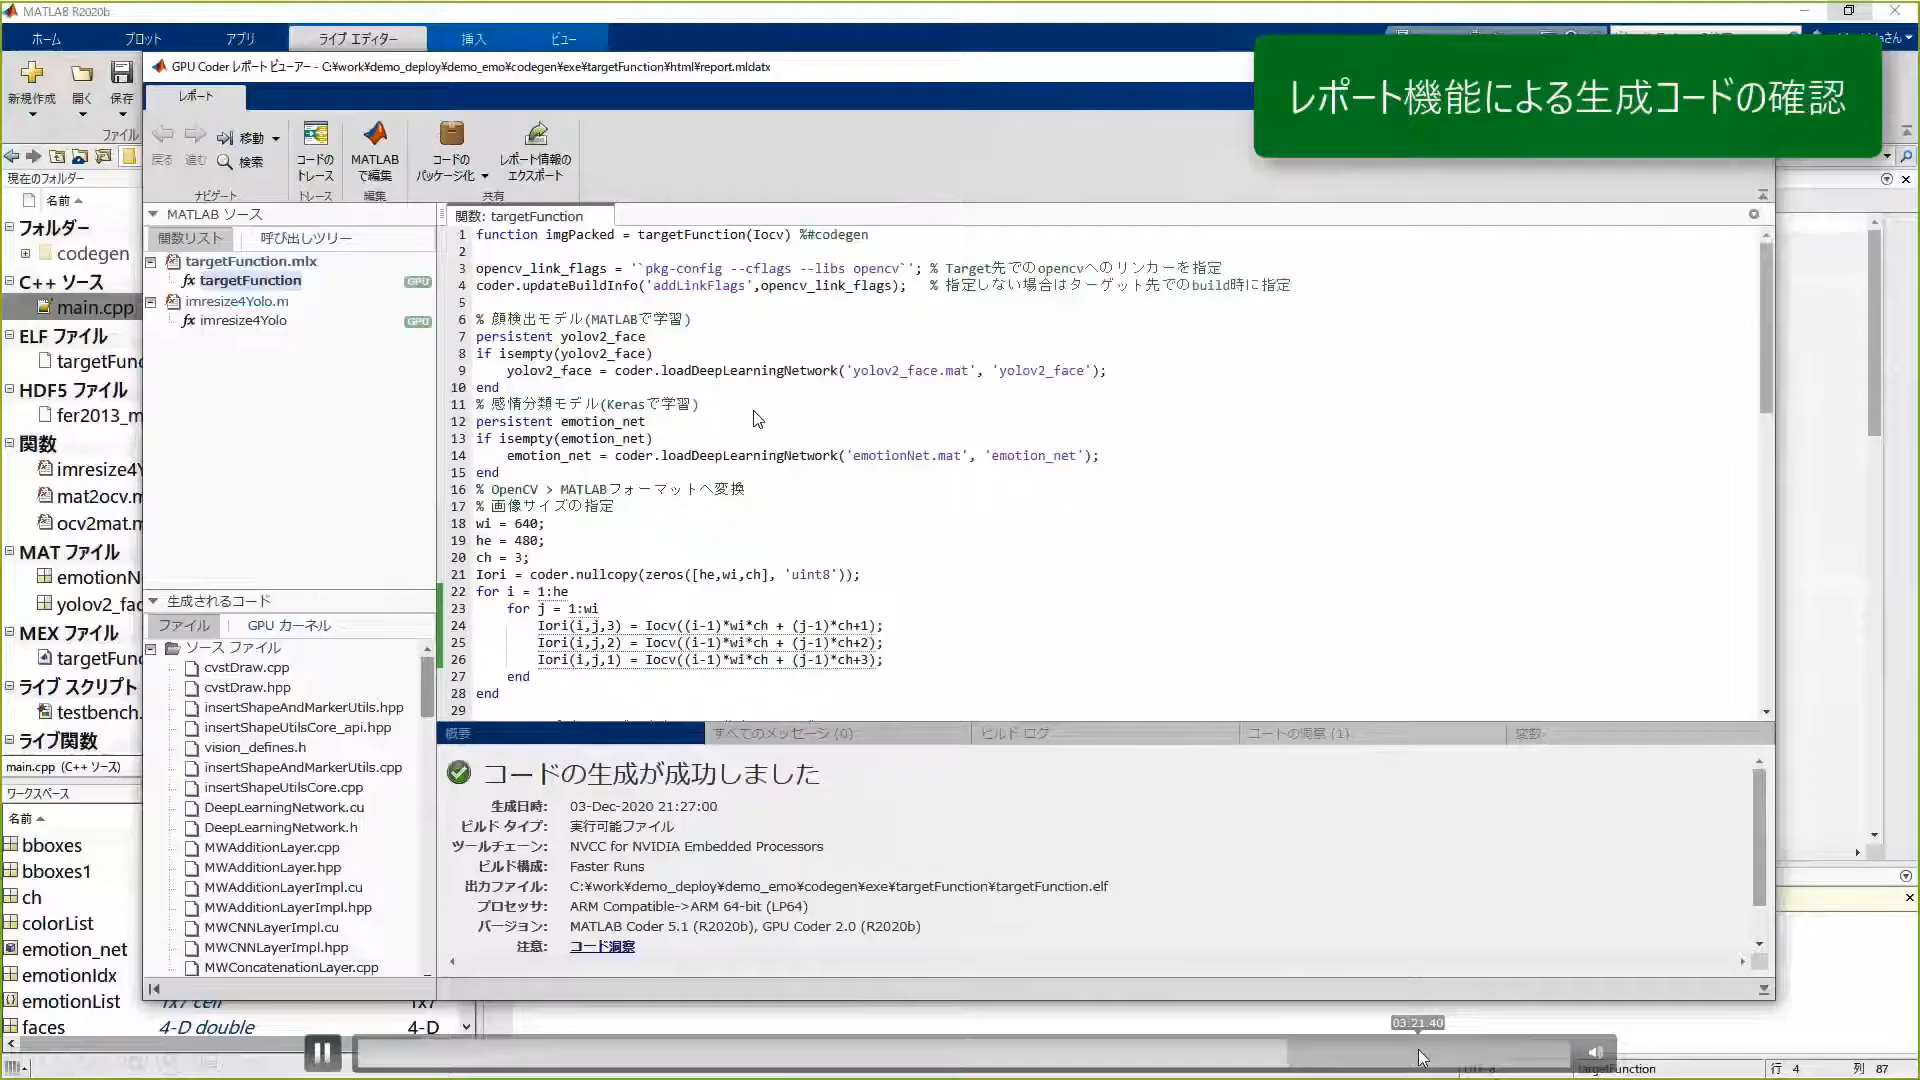 MATLAB R2020b
ホーム
プロット
アプリ
ライブ エディター
挿入
ビュー
GPU Coder レポート ビューアー - C:¥work¥demo_deploy¥demo_emo¥codegen¥exe¥targetFunction¥html¥report.mldatx
レポート機能による生成コードの確認
レポート
新規作成
開く
保存
ファイル
戻る
進む
移動
検索
コードの
トレース
MATLAB
で編集
コードの
パッケージ化
レポート情報の
エクスポート
ナビゲート
トレース
編集
共有
現在のフォルダー
名前
フォルダー
codegen
C++ ソース
main.cpp
ELF ファイル
targetFunc
HDF5 ファイル
fer2013_m
関数
imresize4Y
mat2ocv.m
ocv2mat.m
MAT ファイル
emotionN
yolov2_fac
MEX ファイル
targetFunc
ライブ スクリプト
testbench.
ライブ関数
main.cpp (C++ ソース)
ワークスペース
名前
bboxes
bboxes1
ch
colorList
emotion_net
emotionIdx
emotionList 1x7 cell 1x7
faces 4-D double 4-D
MATLAB ソース
関数リスト
呼び出しツリー
targetFunction.mlx
fx targetFunction GPU
imresize4Yolo.m
fx imresize4Yolo GPU
生成されるコード
ファイル
GPU カーネル
ソース ファイル
cvstDraw.cpp
cvstDraw.hpp
insertShapeAndMarkerUtils.hpp
insertShapeUtilsCore_api.hpp
vision_defines.h
insertShapeAndMarkerUtils.cpp
insertShapeUtilsCore.cpp
DeepLearningNetwork.cu
DeepLearningNetwork.h
MWAdditionLayer.cpp
MWAdditionLayer.hpp
MWAdditionLayerImpl.cu
MWAdditionLayerImpl.hpp
MWCNNLayerImpl.cu
MWCNNLayerImpl.hpp
MWConcatenationLayer.cpp
関数: targetFunction
1 function imgPacked = targetFunction(Iocv) %#codegen
2
3 opencv_link_flags = '`pkg-config --cflags --libs opencv`'; % Target先でのopencvへのリンカーを指定
4 coder.updateBuildInfo('addLinkFlags',opencv_link_flags); % 指定しない場合はターゲット先でのbuild時に指定
5
6 % 顔検出モデル(MATLABで学習)
7 persistent yolov2_face
8 if isempty(yolov2_face)
9 yolov2_face = coder.loadDeepLearningNetwork('yolov2_face.mat', 'yolov2_face');
10 end
11 % 感情分類モデル(Kerasで学習)
12 persistent emotion_net
13 if isempty(emotion_net)
14 emotion_net = coder.loadDeepLearningNetwork('emotionNet.mat', 'emotion_net');
15 end
16 % OpenCV > MATLABフォーマットへ変換
17 % 画像サイズの指定
18 wi = 640;
19 he = 480;
20 ch = 3;
21 Iori = coder.nullcopy(zeros([he,wi,ch], 'uint8'));
22 for i = 1:he
23 for j = 1:wi
24 Iori(i,j,3) = Iocv((i-1)*wi*ch + (j-1)*ch+1);
25 Iori(i,j,2) = Iocv((i-1)*wi*ch + (j-1)*ch+2);
26 Iori(i,j,1) = Iocv((i-1)*wi*ch + (j-1)*ch+3);
27 end
28 end
29
概要
すべてのメッセージ (0)
ビルド ログ
コードの洞察 (1)
変数
コードの生成が成功しました
生成日時: 03-Dec-2020 21:27:00
ビルド タイプ: 実行可能ファイル
ツールチェーン: NVCC for NVIDIA Embedded Processors
ビルド構成: Faster Runs
出力ファイル: C:¥work¥demo_deploy¥demo_emo¥codegen¥exe¥targetFunction¥targetFunction.elf
プロセッサ: ARM Compatible->ARM 64-bit (LP64)
バージョン: MATLAB Coder 5.1 (R2020b), GPU Coder 2.0 (R2020b)
注意: コード洞察
03:21.40
targetFunction
行 4
列 87